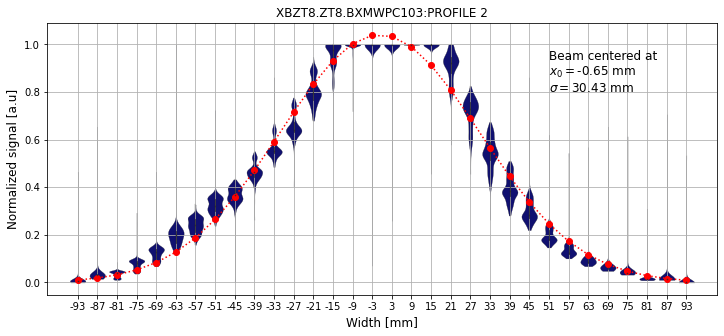 XBZT8.ZT8.BXMWPC103:PROFILE 2
Beam centered at
x₀ = -0.65 mm
σ = 30.43 mm
Normalized signal [a.u]
1.0
0.8
0.6
0.4
0.2
0.0
-93 -87 -81 -75 -69 -63 -57 -51 -45 -39 -33 -27 -21 -15 -9 -3 3 9 15 21 27 33 39 45 51 57 63 69 75 81 87 93
Width [mm]